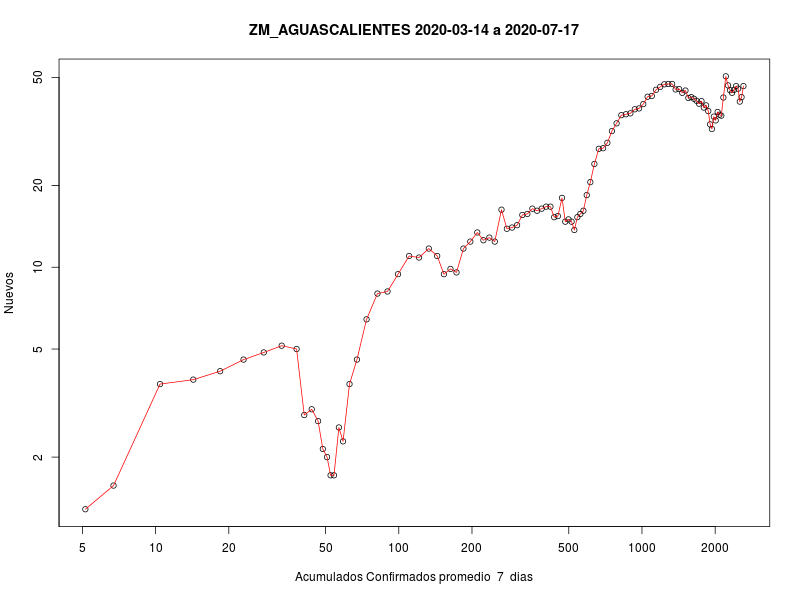 ZM_AGUASCALIENTES 2020-03-14 a 2020-07-17
Nuevos
50
20
10
5
2
5 10 20 50 100 200 500 1000 2000
Acumulados Confirmados promedio 7 dias